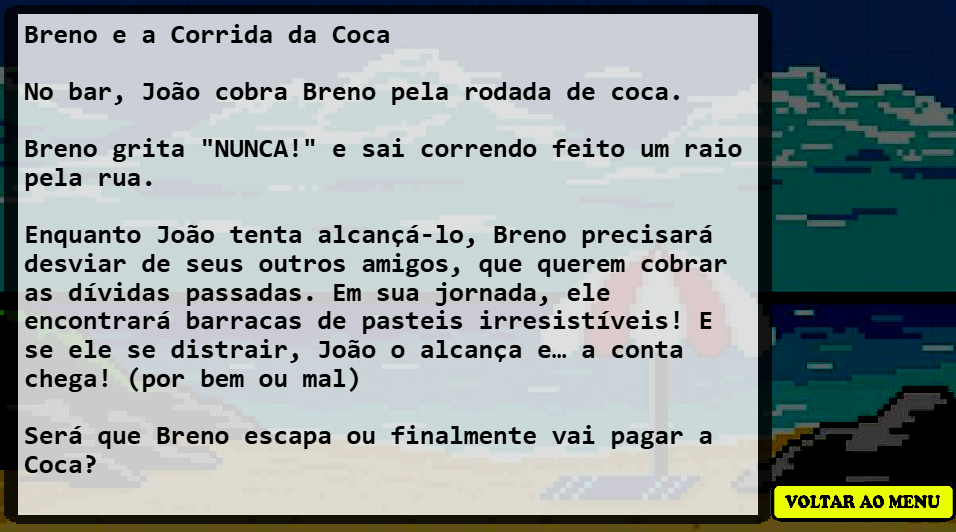 Breno e a Corrida da Coca
No bar, João cobra Breno pela rodada de coca.
Breno grita "NUNCA!" e sai correndo feito um raio
pela rua.
Enquanto João tenta alcançá-lo, Breno precisará
desviar de seus outros amigos, que querem cobrar
as dívidas passadas. Em sua jornada, ele
encontrará barracas de pasteis irresistíveis! E
se ele se distrair, João o alcança e… a conta
chega! (por bem ou mal)
Será que Breno escapa ou finalmente vai pagar a
Coca?
VOLTAR AO MENU